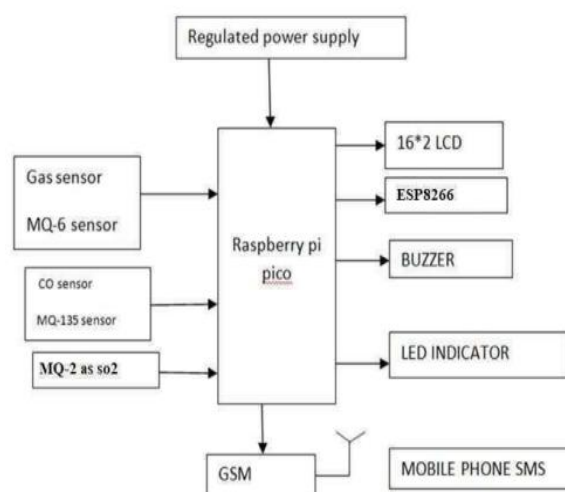 Regulated power supply
16*2 LCD
Gas sensor
MQ-6 sensor
ESP8266
Raspberry pi
pico
BUZZER
CO sensor
MQ-135 sensor
LED INDICATOR
MQ-2 as so2
GSM
MOBILE PHONE SMS